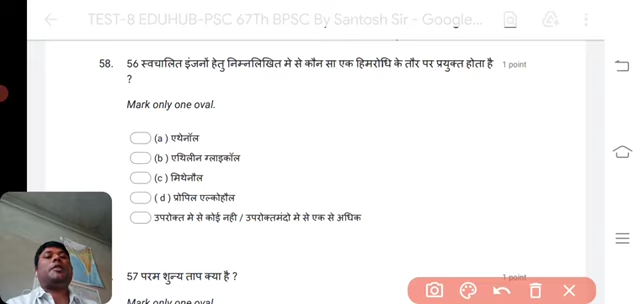 TEST-8 EDUHUB-PSC 67Th BPSC By Santosh Sir - Google...
58. 56 स्वचालित इंजनों हेतु निम्नलिखित मे से कौन सा एक हिमरोधि के तौर पर प्रयुक्त होता है 1 point
?
Mark only one oval.
(a ) एथेनॉल
(b ) एथिलीन ग्लाइकॉल
(c ) मिथेनौल
( d ) प्रोपिल एल्कोहौल
उपरोक्त मे से कोई नही / उपरोक्तमंदो मे से एक से अधिक
57 परम शुन्य ताप क्या है ? 1 point
Mark only one oval.